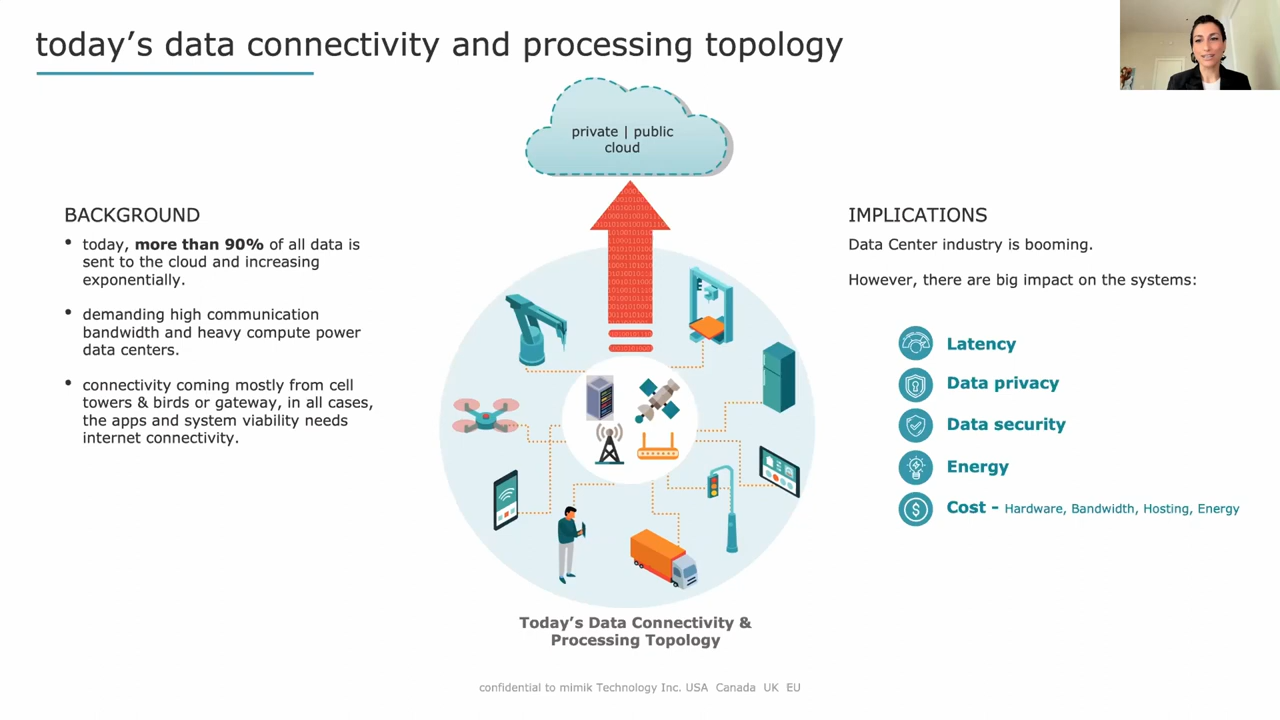 today's data connectivity and processing topology
private | public
cloud
BACKGROUND
• today, more than 90% of all data is
sent to the cloud and increasing
exponentially.
• demanding high communication
bandwidth and heavy compute power
data centers.
• connectivity coming mostly from cell
towers & birds or gateway, in all cases,
the apps and system viability needs
internet connectivity.
IMPLICATIONS
Data Center industry is booming.
However, there are big impact on the systems:
Latency
Data privacy
Data security
Energy
Cost - Hardware, Bandwidth, Hosting, Energy
Today's Data Connectivity &
Processing Topology
confidential to mimik Technology Inc. USA Canada UK EU